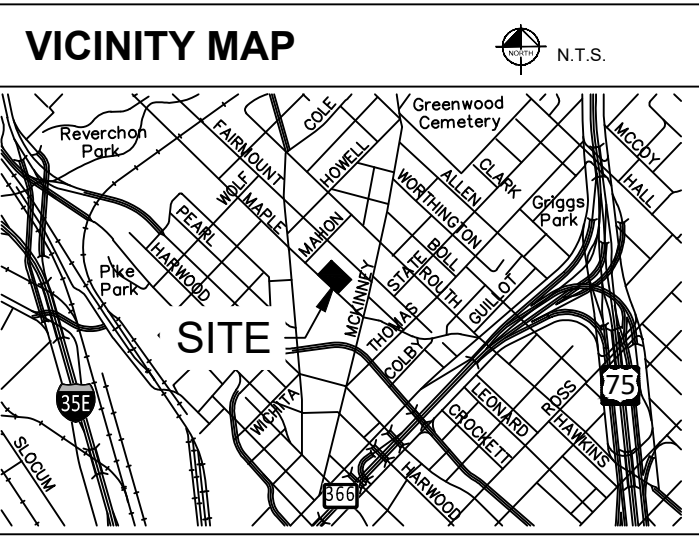 VICINITY MAP
NORTH
N.T.S.
Reverchon
Park
FAIRMOUNT
COLE
Greenwood
Cemetery
MCCOY
HOWELL
WOLF
ALLEN
CLARK
HALL
PEARL
MAPLE
WORTHINGTON
Griggs
Park
MAHON
HARWOOD
BOLL
STATE
ROUTH
Pike
Park
GUILLOT
MCKINNEY
SITE
THOMAS
COLBY
75
35E
ROSS
LEONARD
WICHITA
HAWKINS
CROCKETT
SLOCUM
HARWOOD
366